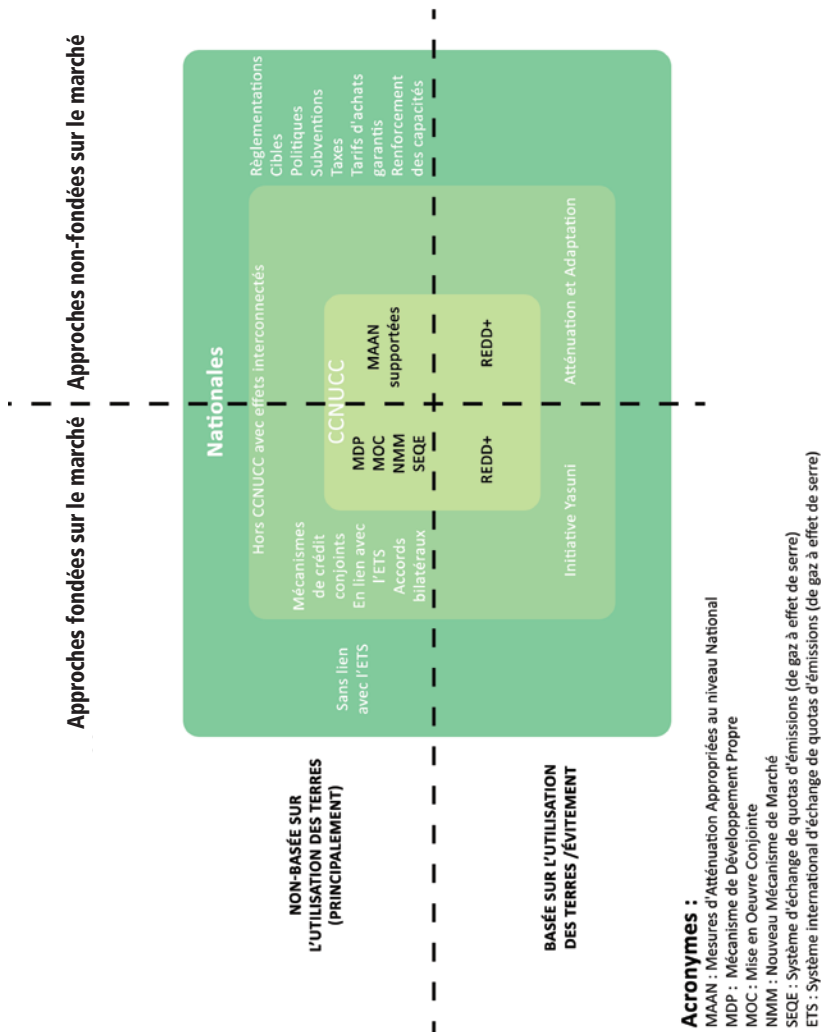 Approches fondées sur le marché
Approches non-fondées sur le marché
NON-BASÉE SUR
L'UTILISATION DES TERRES
(PRINCIPALEMENT)
BASÉE SUR L'UTILISATION
DES TERRES /ÉVITEMENT
Nationales
Hors CCNUCC avec effets interconnectés
CCNUCC
Sans lien
avec l'ETS
Mécanismes
de crédit
conjoints
En lien avec
l'ETS
Accords
bilatéraux
MDP
MOC
NMM
SEQE
MAAN
supportées
Règlementations
Cibles
Politiques
Subventions
Taxes
Tarifs d'achats
garantis
Renforcement
des capacités
REDD+
REDD+
Initiative Yasuni
Atténuation et Adaptation
Acronymes :
MAAN : Mesures d'Atténuation Appropriées au niveau National
MDP : Mécanisme de Développement Propre
MOC : Mise en Oeuvre Conjointe
NMM : Nouveau Mécanisme de Marché
SEQE : Système d'échange de quotas d'émissions (de gaz à effet de serre)
ETS : Système international d'échange de quotas d'émissions (de gaz à effet de serre)